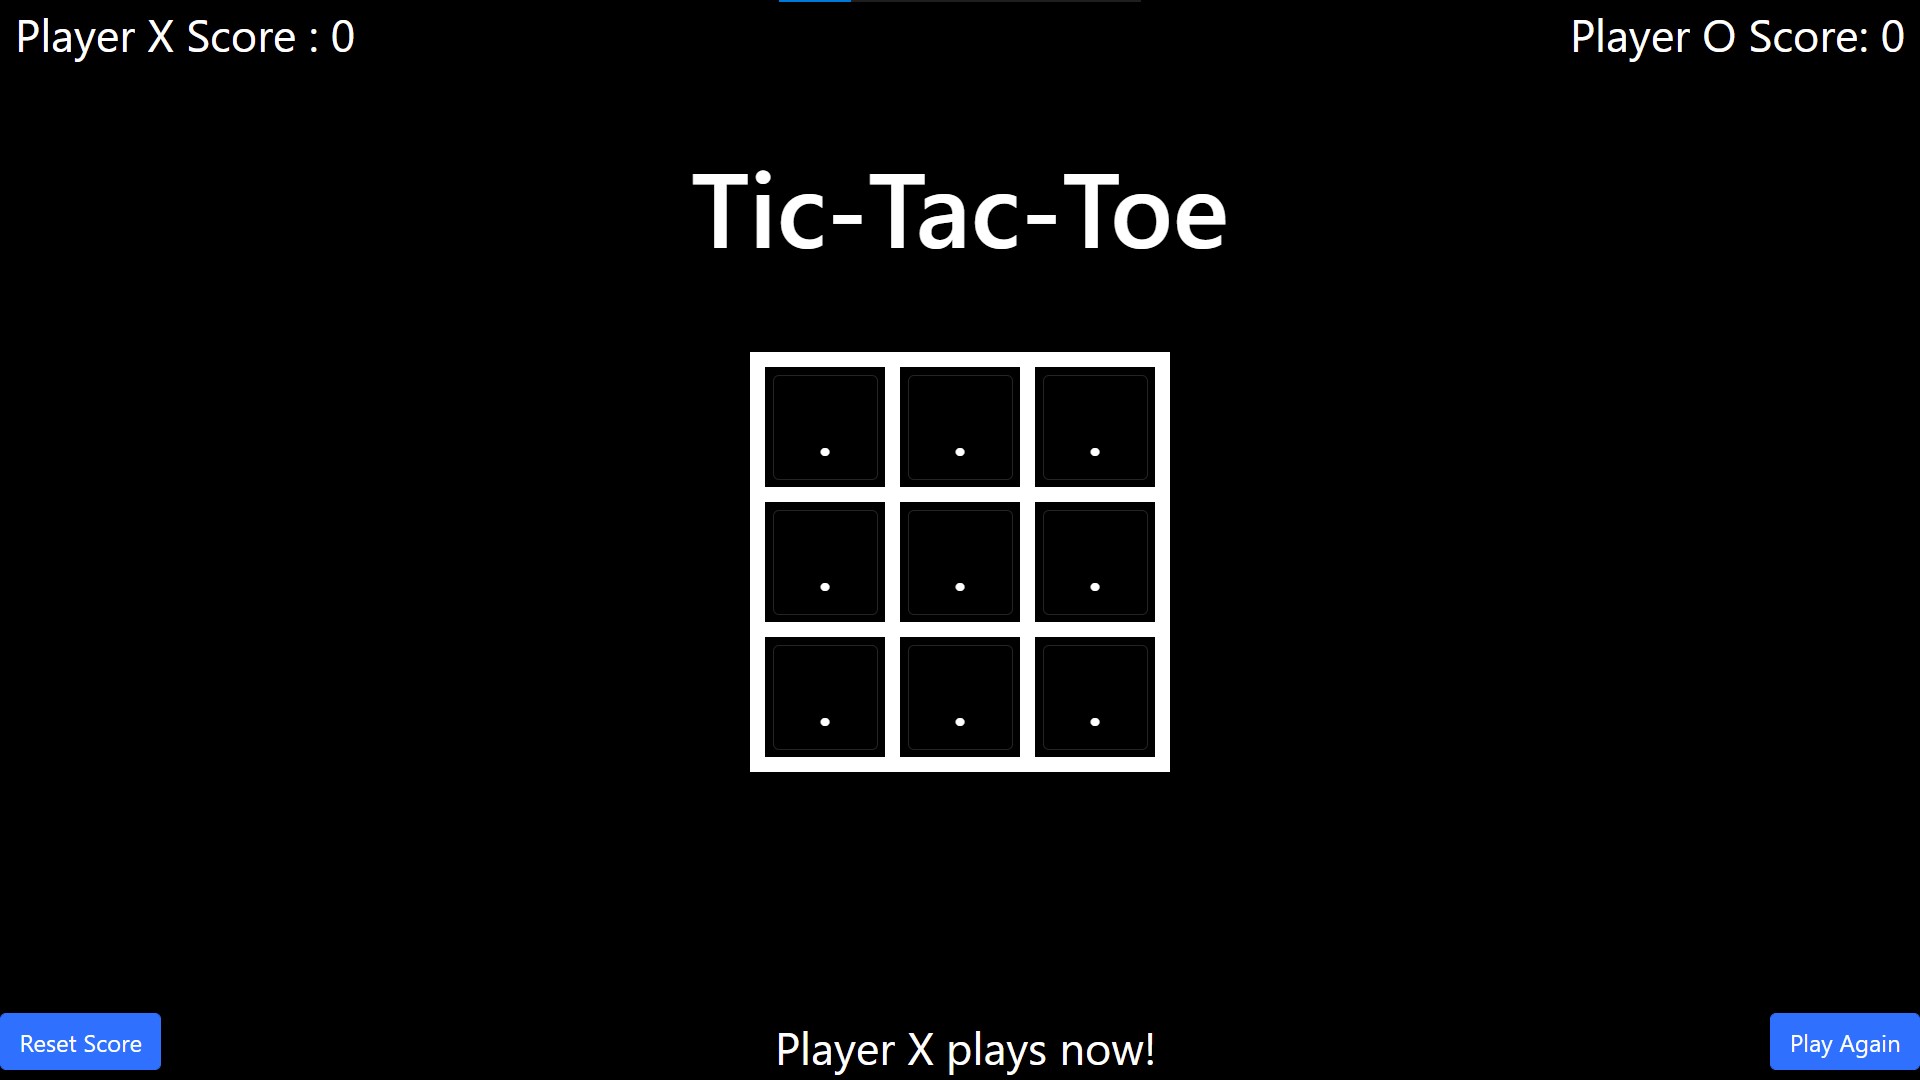 Player X Score : 0
Player O Score: 0
Tic-Tac-Toe
. . .
. . .
. . .
Reset Score
Player X plays now!
Play Again